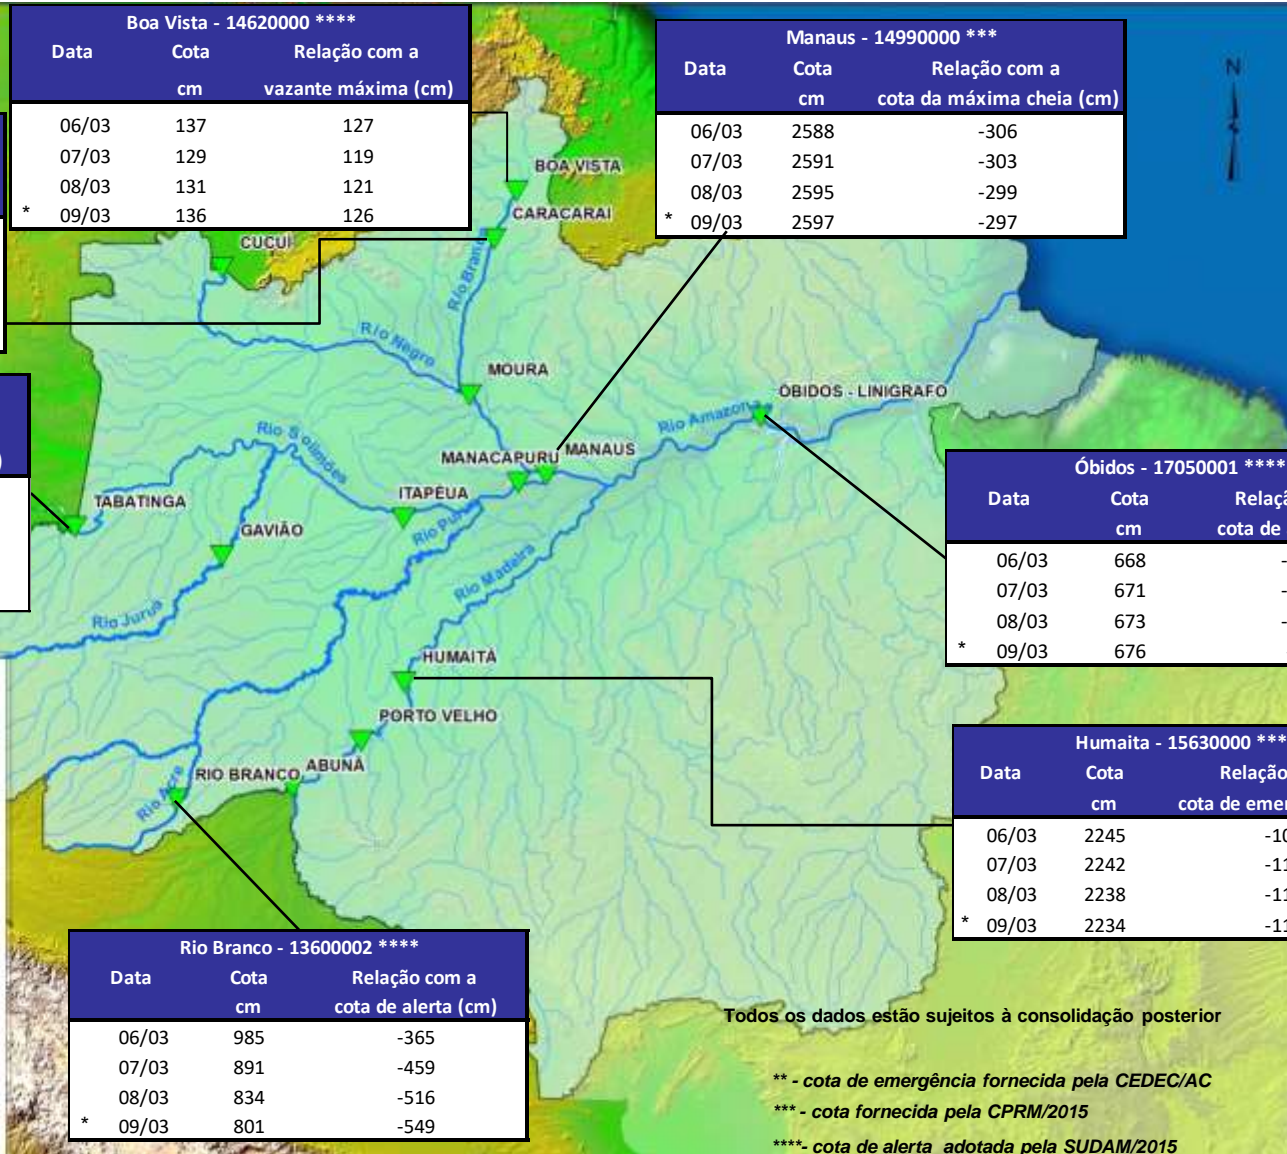 Boa Vista - 14620000 ****
Data Cota Relação com a
cm vazante máxima (cm)
06/03 137 127
07/03 129 119
08/03 131 121
* 09/03 136 126
Manaus - 14990000 ***
Data Cota Relação com a
cm cota da máxima cheia (cm)
06/03 2588 -306
07/03 2591 -303
08/03 2595 -299
* 09/03 2597 -297
N
BOA VISTA
CARACARAI
CUCUI
Rio Branco
Rio Negro
MOURA
ÓBIDOS - LINIGRAFO
Rio Amazonas
Rio Solimões
MANACAPURU MANAUS
)
TABATINGA
ITAPÉUA
GAVIÃO
Rio Purus
Rio Madeira
Rio Juruá
Óbidos - 17050001 ****
Data Cota
cm cota de
06/03 668 -
07/03 671 -
08/03 673 -
* 09/03 676
HUMAITÁ
PORTO VELHO
ABUNÃ
RIO BRANCO
Rio Acre
Humaita - 15630000 ***
Data Cota Relação
cm cota de
06/03 2245 -10
07/03 2242 -11
08/03 2238 -11
* 09/03 2234 -11
Rio Branco - 13600002 ****
Data Cota Relação com a
cm cota de alerta (cm)
06/03 985 -365
07/03 891 -459
08/03 834 -516
* 09/03 801 -549
Todos os dados estão sujeitos à consolidação posterior
** - cota de emergência fornecida pela CEDEC/AC
*** - cota fornecida pela CPRM/2015
****- cota de alerta adotada pela SUDAM/2015